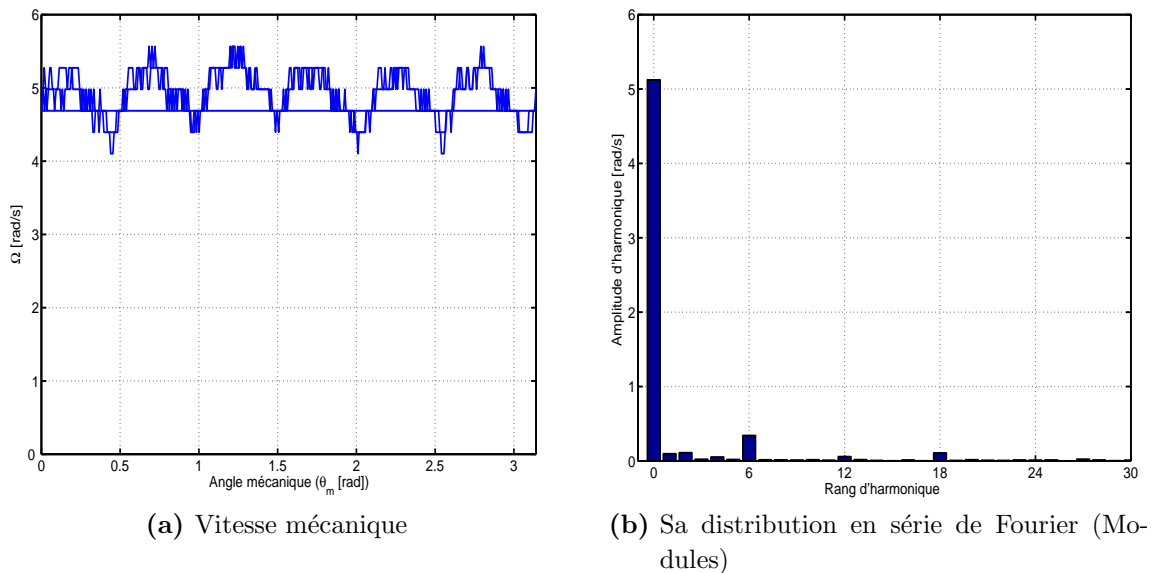 6
5
4
3
2
1
0
Ω [rad/s]
0 0.5 1 1.5 2 2.5 3
Angle mécanique (θm [rad])
(a) Vitesse mécanique
6
5
4
3
2
1
0
Amplitude d'harmonique [rad/s]
0 6 12 18 24 30
Rang d'harmonique
(b) Sa distribution en série de Fourier (Mo-
dules)